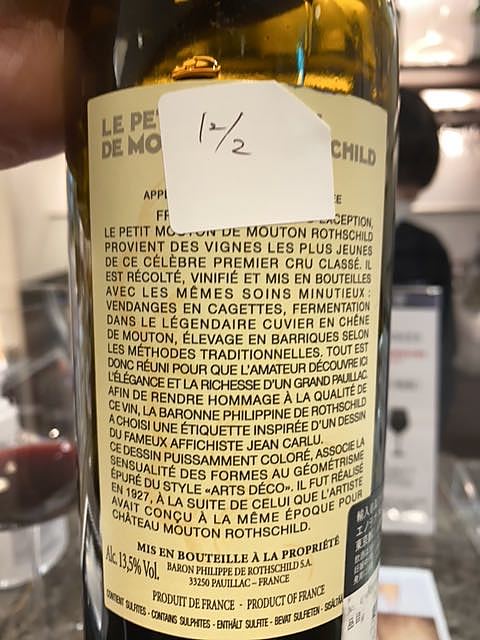 LE PE
12/2
DE MO
CHILD
APPE
ÉE
FR
D'EXCEPTION,
LE PETIT MOUTON DE MOUTON ROTHSCHILD
PROVIENT DES VIGNES LES PLUS JEUNES
DE CE CÉLÈBRE PREMIER CRU CLASSÉ. IL
EST RÉCOLTÉ, VINIFIÉ ET MIS EN BOUTEILLES
AVEC LES MÊMES SOINS MINUTIEUX :
VENDANGES EN CAGETTES, FERMENTATION
DANS LE LÉGENDAIRE CUVIER EN CHÊNE
DE MOUTON, ÉLEVAGE EN BARRIQUES SELON
LES MÉTHODES TRADITIONNELLES. TOUT EST
DONC RÉUNI POUR QUE L'AMATEUR DÉCOUVRE ICI
L'ÉLÉGANCE ET LA RICHESSE D'UN GRAND PAUILLAC.
AFIN DE RENDRE HOMMAGE À LA QUALITÉ DE
CE VIN, LA BARONNE PHILIPPINE DE ROTHSCHILD
A CHOISI UNE ÉTIQUETTE INSPIRÉE D'UN DESSIN
DU FAMEUX AFFICHISTE JEAN CARLU.
CE DESSIN PUISSAMMENT COLORÉ, ASSOCIE LA
SENSUALITÉ DES FORMES AU GÉOMÉTRISME
ÉPURÉ DU STYLE «ARTS DÉCO». IL FUT RÉALISÉ
EN 1927, À LA SUITE DE CELUI QUE L'ARTISTE
AVAIT CONÇU À LA MÊME ÉPOQUE POUR
CHÂTEAU MOUTON ROTHSCHILD.
MIS EN BOUTEILLE À LA PROPRIÉTÉ
Alc. 13,5% Vol.
BARON PHILIPPE DE ROTHSCHILD S.A.
33250 PAUILLAC – FRANCE
PRODUIT DE FRANCE - PRODUCT OF FRANCE
CONTIENT SULFITES - CONTAINS SULPHITES - ENTHÄLT SULFITE - BEVAT SULFIETEN - SISÄLTÄÄ